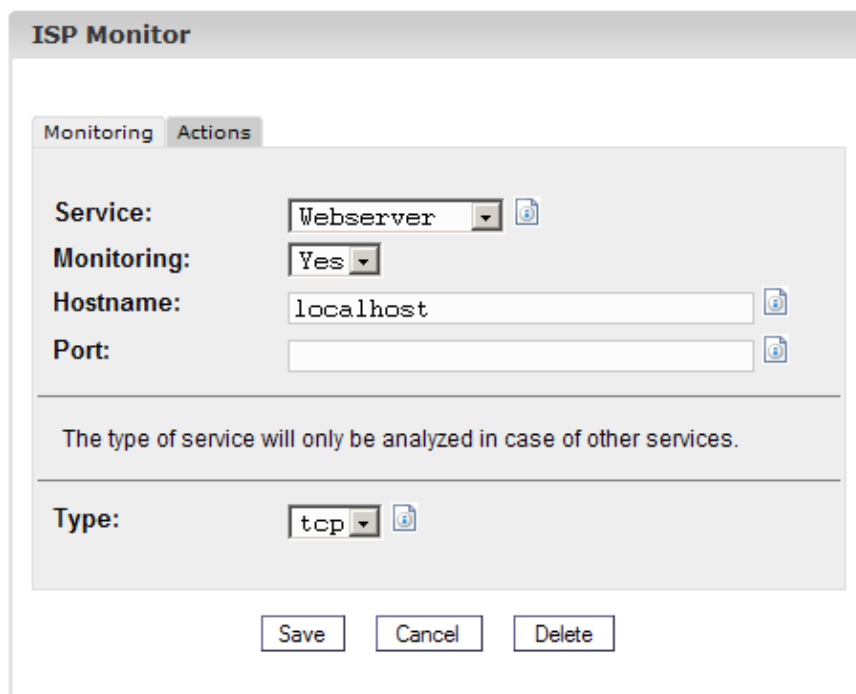 ISP Monitor
Monitoring Actions
Service: Webserver
Monitoring: Yes
Hostname: localhost
Port:
The type of service will only be analyzed in case of other services.
Type: tcp
Save Cancel Delete